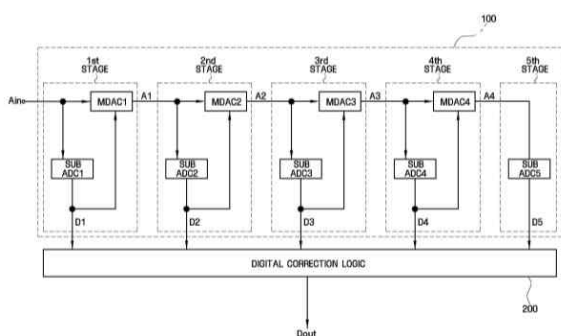 100
1st STAGE 2nd STAGE 3rd STAGE 4th STAGE 5th STAGE
Ain MDAC1 A1 MDAC2 A2 MDAC3 A3 MDAC4 A4
SUB ADC1 SUB ADC2 SUB ADC3 SUB ADC4 SUB ADC5
D1 D2 D3 D4 D5
DIGITAL CORRECTION LOGIC
200
Dout